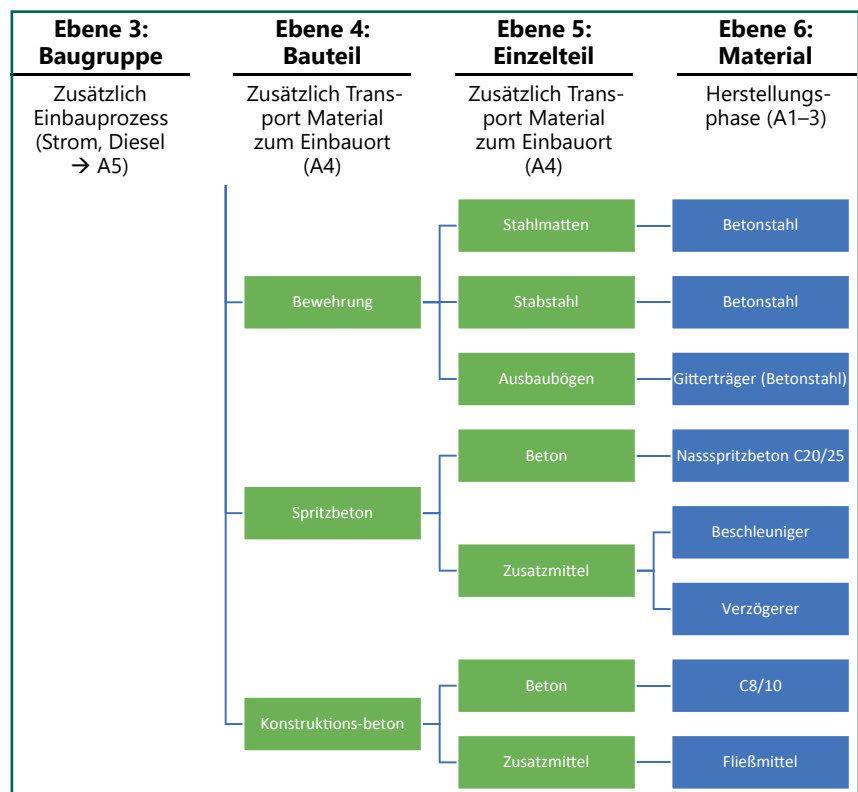 Ebene 3:
Baugruppe
Ebene 4:
Bauteil
Ebene 5:
Einzelteil
Ebene 6:
Material
Zusätzlich
Einbauprozess
(Strom, Diesel
→ A5)
Zusätzlich Trans-
port Material
zum Einbauort
(A4)
Zusätzlich Trans-
port Material
zum Einbauort
(A4)
Herstellungs-
phase (A1–3)
Stahlmatten
Betonstahl
Bewehrung
Stabstahl
Betonstahl
Ausbaubögen
Gitterträger (Betonstahl)
Beton
Nassspritzbeton C20/25
Spritzbeton
Beschleuniger
Zusatzmittel
Verzögerer
Beton
C8/10
Konstruktions-beton
Zusatzmittel
Fließmittel